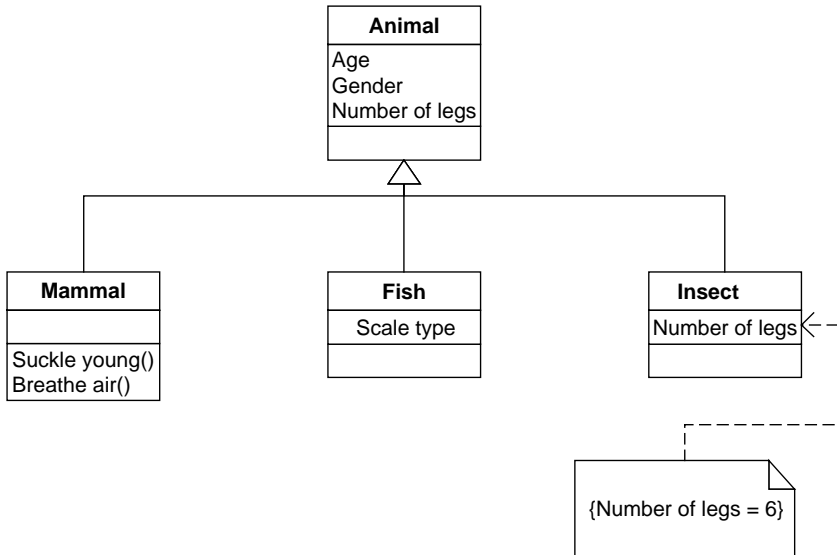 Animal
Age
Gender
Number of legs
Mammal
Suckle young()
Breathe air()
Fish
Scale type
Insect
Number of legs
{Number of legs = 6}